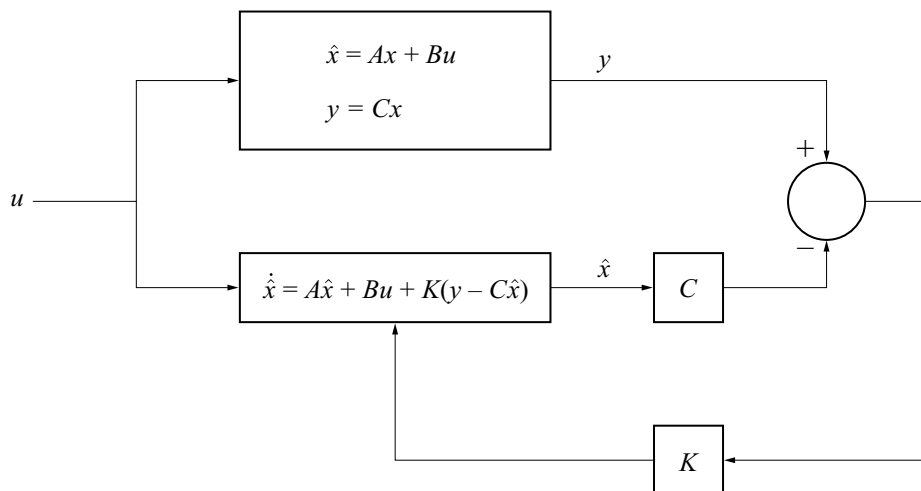 x̂ = Ax + Bu
y = Cx
y
+
u
−
x̂̇ = Ax̂ + Bu + K(y – Cx̂)
x̂
C
K